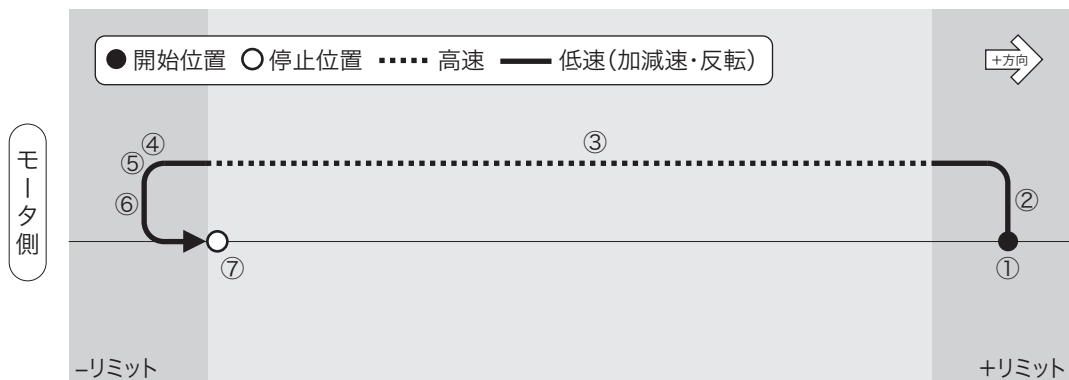 ●開始位置 ○停止位置 ⋯⋯ 高速 ━━ 低速(加減速・反転)
+方向
モータ側
④
③
⑤
⑥
②
⑦
①
−リミット
+リミット